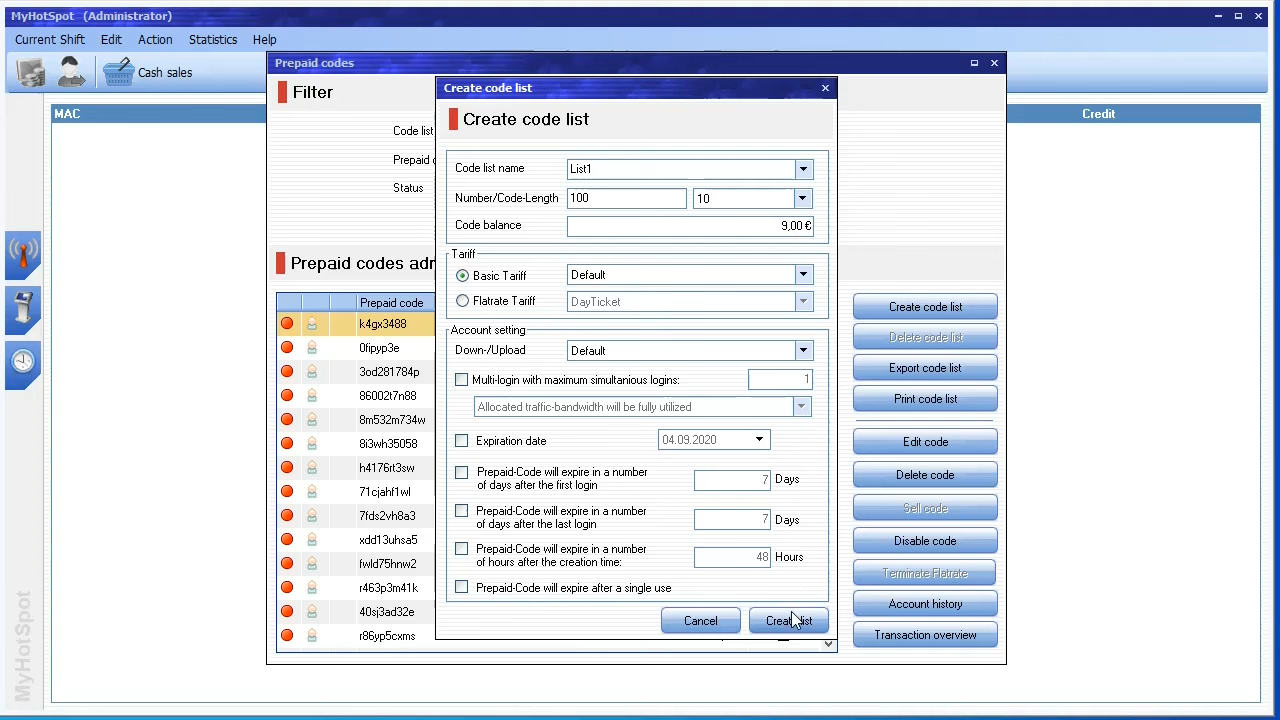 MyHotSpot (Administrator)
Current Shift Edit Action Statistics Help
Cash sales
MAC
Credit
Prepaid codes
Filter
Code list
Prepaid
Status
Prepaid codes
Prepaid code
k4gx3488
0fipyp3e
3od281784p
86002t7n88
8m532m734w
8i3wh35058
h4176rt3sw
71cjahf1wl
7fds2vh8a3
xdd13uhsa5
fwld75hnw2
r463p3m41k
40sj3ad32e
r86yp5cxms
Create code list
Create code list
Code list name List1
Number/Code-Length 100 10
Code balance 9,00 €
Tariff
Basic Tariff Default
Flatrate Tariff DayTicket
Account setting
Down-/Upload Default
Multi-login with maximum simultanious logins: 1
Allocated traffic-bandwidth will be fully utilized
Expiration date 04.09.2020
Prepaid-Code will expire in a number
of days after the first login 7 Days
Prepaid-Code will expire in a number
of days after the last login 7 Days
Prepaid-Code will expire in a number
of hours after the creation time: 48 Hours
Prepaid-Code will expire after a single use
Cancel Create list
Create code list
Delete code list
Export code list
Print code list
Edit code
Delete code
Sell code
Disable code
Terminate Flatrate
Account history
Transaction overview
MyHotSpot